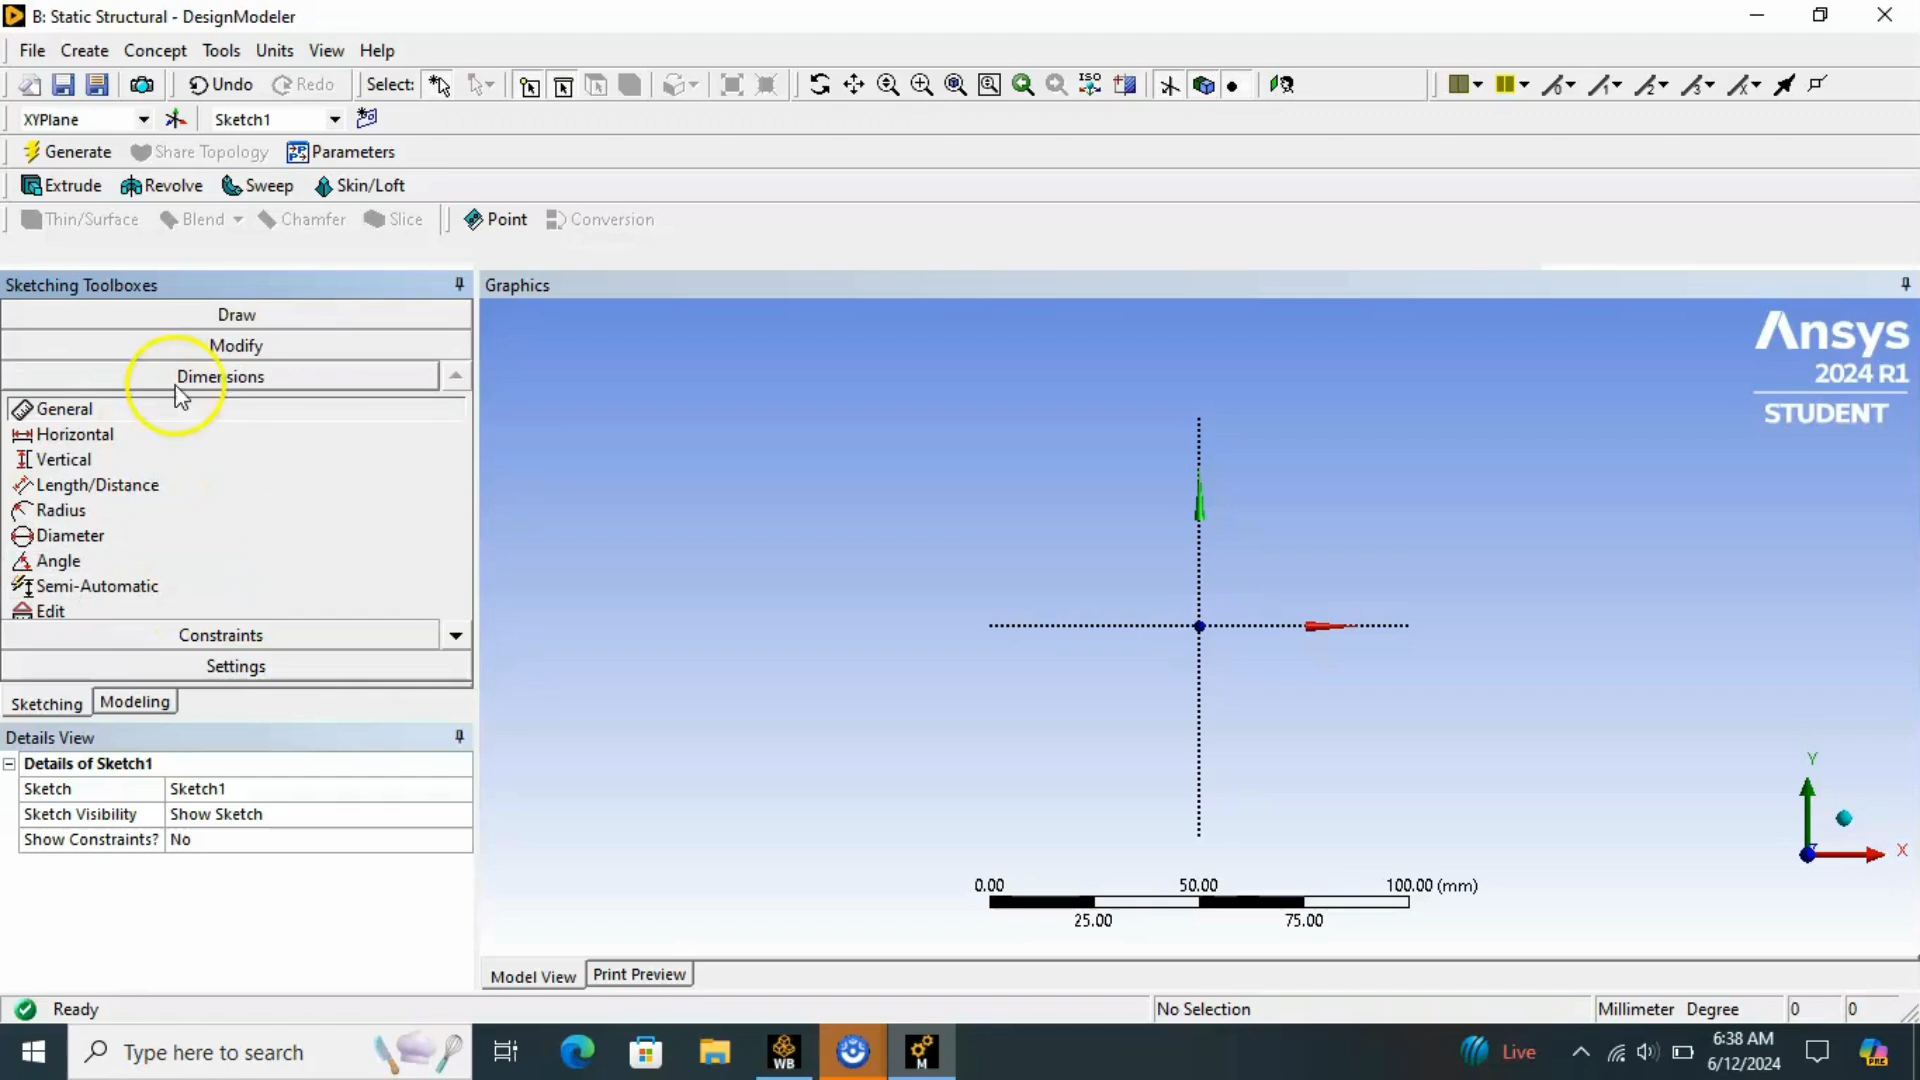 B: Static Structural - DesignModeler
File Create Concept Tools Units View Help
Undo Redo Select: ISO
XYPlane Sketch1
Generate Share Topology Parameters
Extrude Revolve Sweep Skin/Loft
Thin/Surface Blend Chamfer Slice Point Conversion
Sketching Toolboxes
Draw
Modify
Dimensions
General
Horizontal
Vertical
Length/Distance
Radius
Diameter
Angle
Semi-Automatic
Edit
Constraints
Settings
Sketching Modeling
Details View
Details of Sketch1
Sketch Sketch1
Sketch Visibility Show Sketch
Show Constraints? No
Graphics
Ansys
2024 R1
STUDENT
Y
X
0.00 50.00 100.00 (mm)
25.00 75.00
Model View Print Preview
Ready No Selection Millimeter Degree 0 0
Type here to search WB M Live 6:38 AM
6/12/2024
PRE